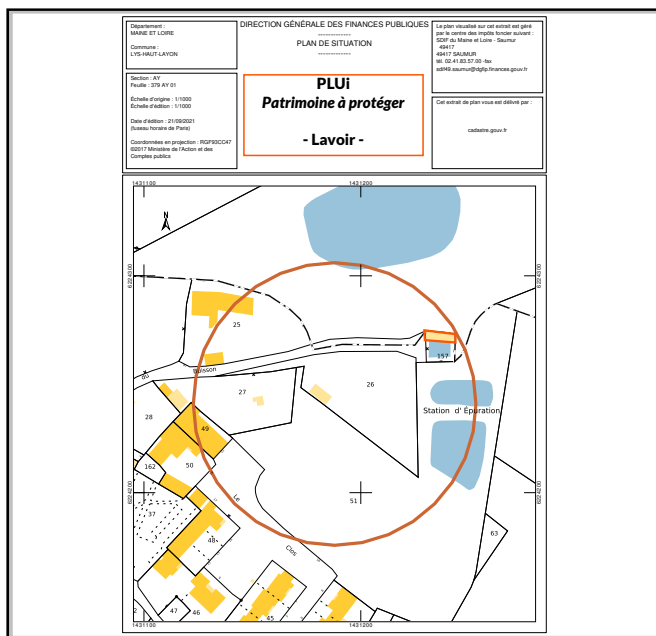 Département :
MAINE ET LOIRE
Commune :
LYS-HAUT-LAYON
Section : AY
Feuille : 379 AY 01
Échelle d'origine : 1/1000
Échelle d'édition : 1/1000
Date d'édition : 21/09/2021
(fuseau horaire de Paris)
Coordonnées en projection : RGF93CC47
©2017 Ministère de l'Action et des
Comptes publics
DIRECTION GÉNÉRALE DES FINANCES PUBLIQUES
-------------
PLAN DE SITUATION
-------------
PLUi
Patrimoine à protéger
- Lavoir -
Le plan visualisé sur cet extrait est géré
par le centre des impôts foncier suivant :
SDIF du Maine et Loire - Saumur
49417
49417 SAUMUR
tél. 02.41.83.57.00 -fax
sdif49.saumur@dgfip.finances.gouv.fr
Cet extrait de plan vous est délivré par :
cadastre.gouv.fr
1431100
1431200
N
6224300
6224300
25
157
du
Buisson
26
27
Station d' Épuration
28
49
162
50
Le
6224200
6224200
51
37
63
48
Clos
2
47
46
45
1431100
1431200